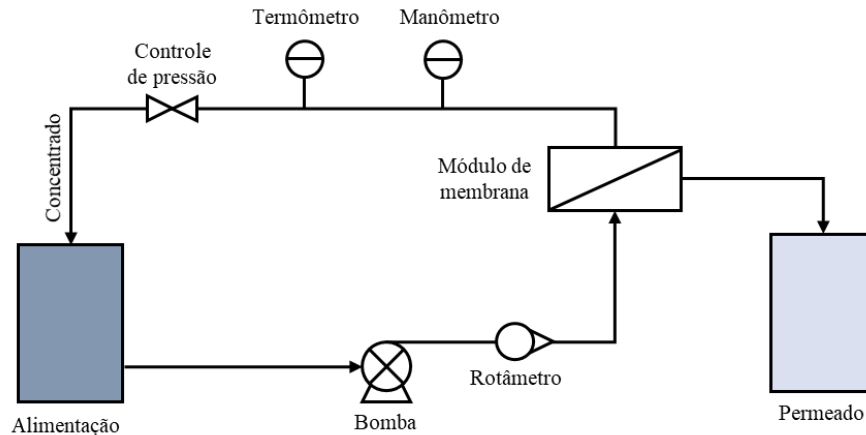 Termômetro
Manômetro
Controle
de pressão
Concentrado
Módulo de
membrana
Rotâmetro
Alimentação
Bomba
Permeado